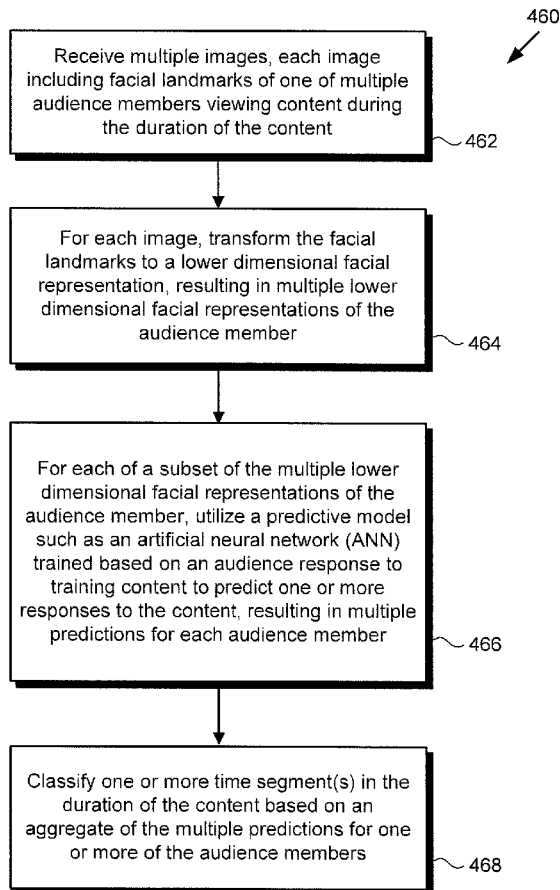 460
Receive multiple images, each image
including facial landmarks of one of multiple
audience members viewing content during
the duration of the content
462
For each image, transform the facial
landmarks to a lower dimensional facial
representation, resulting in multiple lower
dimensional facial representations of the
audience member
464
For each of a subset of the multiple lower
dimensional facial representations of the
audience member, utilize a predictive model
such as an artificial neural network (ANN)
trained based on an audience response to
training content to predict one or more
responses to the content, resulting in multiple
predictions for each audience member
466
Classify one or more time segment(s) in the
duration of the content based on an
aggregate of the multiple predictions for one
or more of the audience members
468